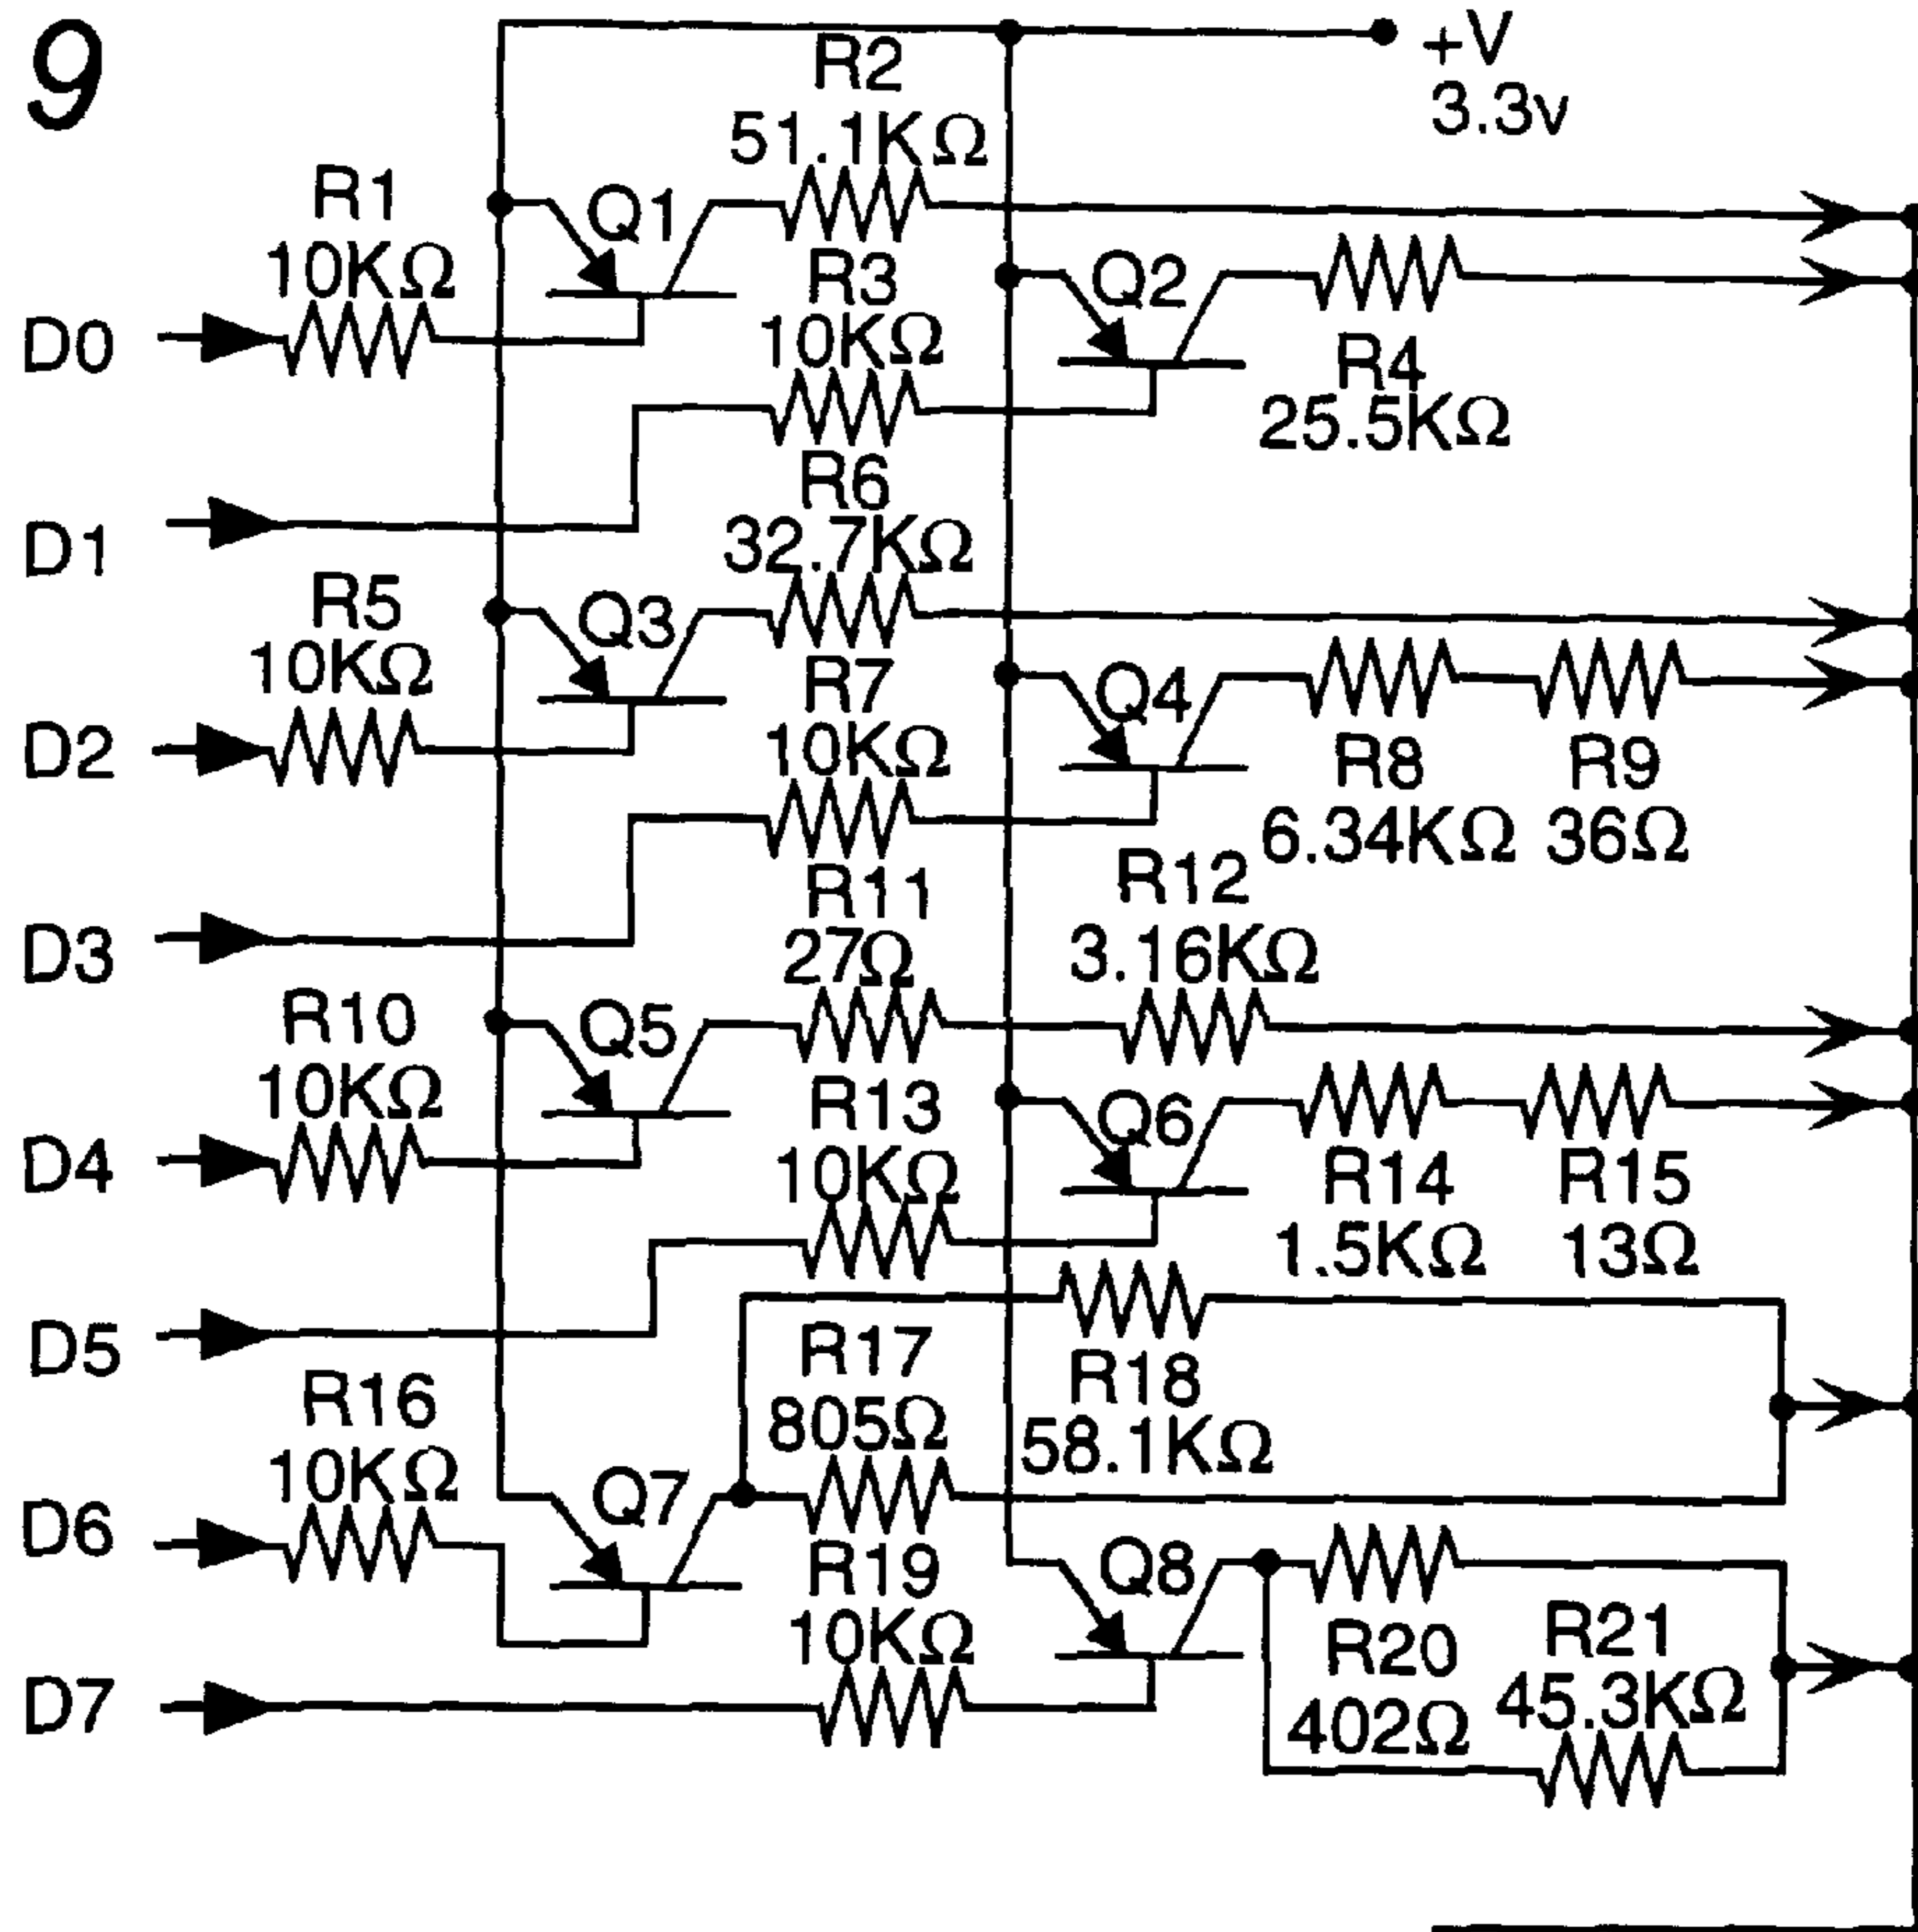 9
+V
3.3v
R2
51.1KΩ
R1
10KΩ
Q1
R3
10KΩ
Q2
D0
R4
25.5KΩ
R6
32.7KΩ
D1
R5
10KΩ
Q3
R7
10KΩ
Q4
D2
R8
6.34KΩ
R9
36Ω
R11
27Ω
R12
3.16KΩ
D3
R10
10KΩ
Q5
R13
10KΩ
Q6
D4
R14
1.5KΩ
R15
13Ω
D5
R17
805Ω
R18
58.1KΩ
R16
10KΩ
Q7
D6
R19
10KΩ
Q8
R20
402Ω
R21
45.3KΩ
D7